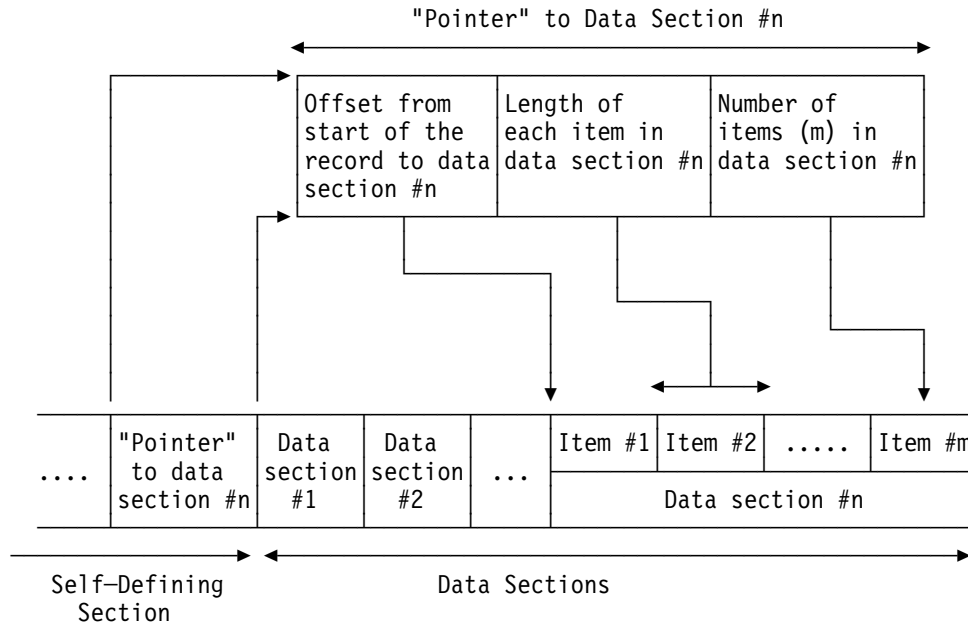 "Pointer" to Data Section #n
Offset from
start of the
record to data
section #n
Length of
each item in
data section #n
Number of
items (m) in
data section #n
....
"Pointer"
to data
section #n
Data
section
#1
Data
section
#2
...
Item #1
Item #2
.....
Item #m
Data section #n
Self—Defining
Section
Data Sections